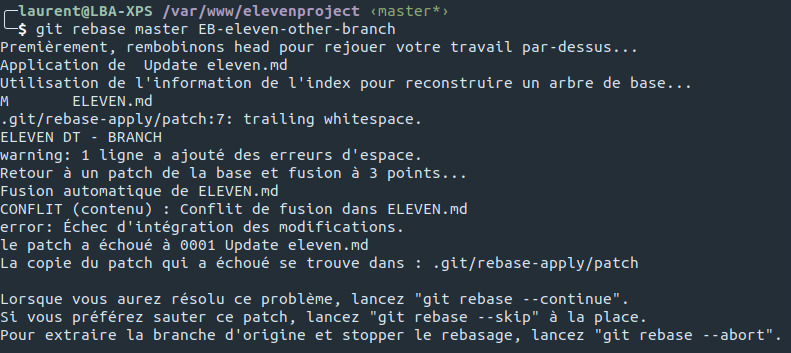 laurent@LBA-XPS /var/www/elevenproject ‹master*›
$ git rebase master EB-eleven-other-branch
Premièrement, rembobinons head pour rejouer votre travail par-dessus...
Application de  Update eleven.md
Utilisation de l'information de l'index pour reconstruire un arbre de base...
M       ELEVEN.md
.git/rebase-apply/patch:7: trailing whitespace.
ELEVEN DT - BRANCH
warning: 1 ligne a ajouté des erreurs d'espace.
Retour à un patch de la base et fusion à 3 points...
Fusion automatique de ELEVEN.md
CONFLIT (contenu) : Conflit de fusion dans ELEVEN.md
error: Échec d'intégration des modifications.
le patch a échoué à 0001 Update eleven.md
La copie du patch qui a échoué se trouve dans : .git/rebase-apply/patch

Lorsque vous aurez résolu ce problème, lancez "git rebase --continue".
Si vous préférez sauter ce patch, lancez "git rebase --skip" à la place.
Pour extraire la branche d'origine et stopper le rebasage, lancez "git rebase --abort".